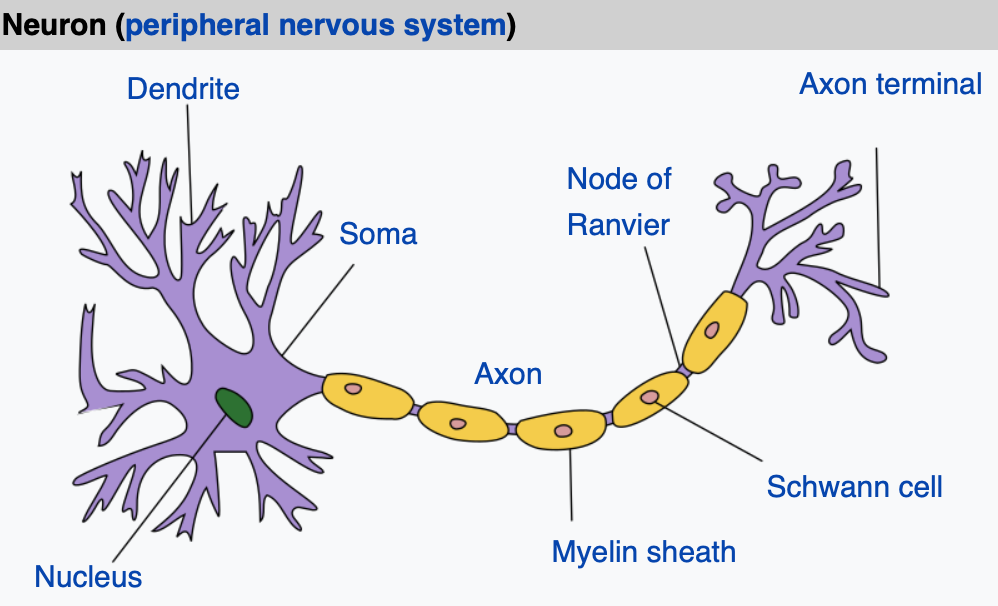 Neuron (peripheral nervous system)
Dendrite
Axon terminal
Node of
Ranvier
Soma
Axon
Schwann cell
Myelin sheath
Nucleus